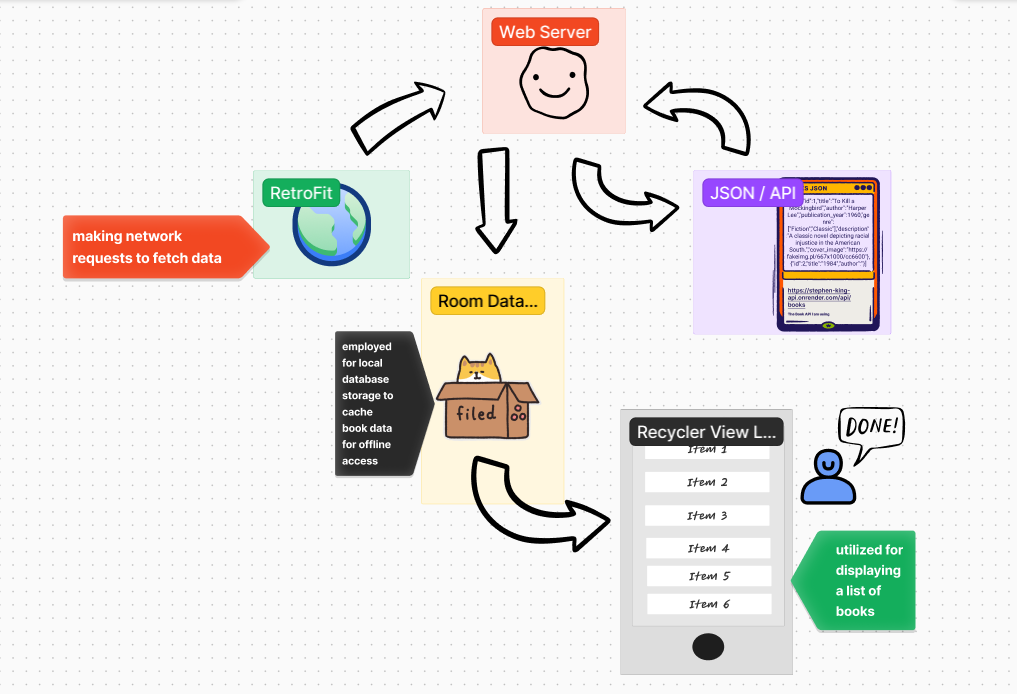 Web Server
RetroFit
making network
requests to fetch data
JSON / API
S JSON
"id":1,"title":"To Kill a
Mockingbird","author":"Harper
Lee","publication_year":1960,"ge
nre":
["Fiction","Classic"],"description"
"A classic novel depicting racial
injustice in the American
South.","cover_image":"https://
fakeimg.pl/667x1000/cc6600"},
{"id":2,"title":"1984","author":"}]
https://stephen-king-
api.onrender.com/api/
books
The Book API I am using.
Room Data...
employed
for local
database
storage to
cache
book data
for offline
access
filed
Recycler View L...
Item 1
Item 2
Item 3
Item 4
Item 5
Item 6
DONE!
utilized for
displaying
a list of
books